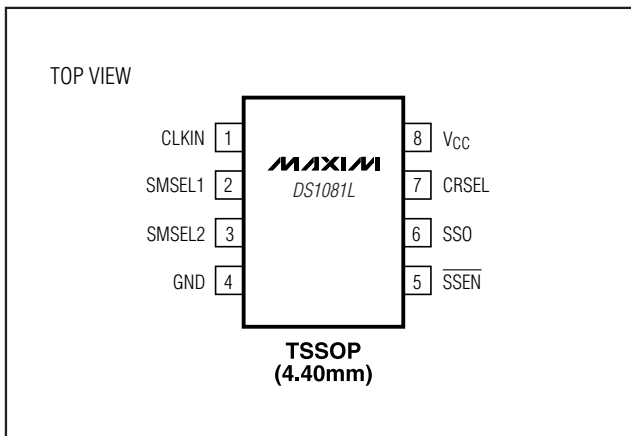 TOP VIEW
CLKIN 1
SMSEL1 2
SMSEL2 3
GND 4
MAXIM
DS1081L
8 VCC
7 CRSEL
6 SSO
5 S̅S̅E̅N̅
TSSOP
(4.40mm)